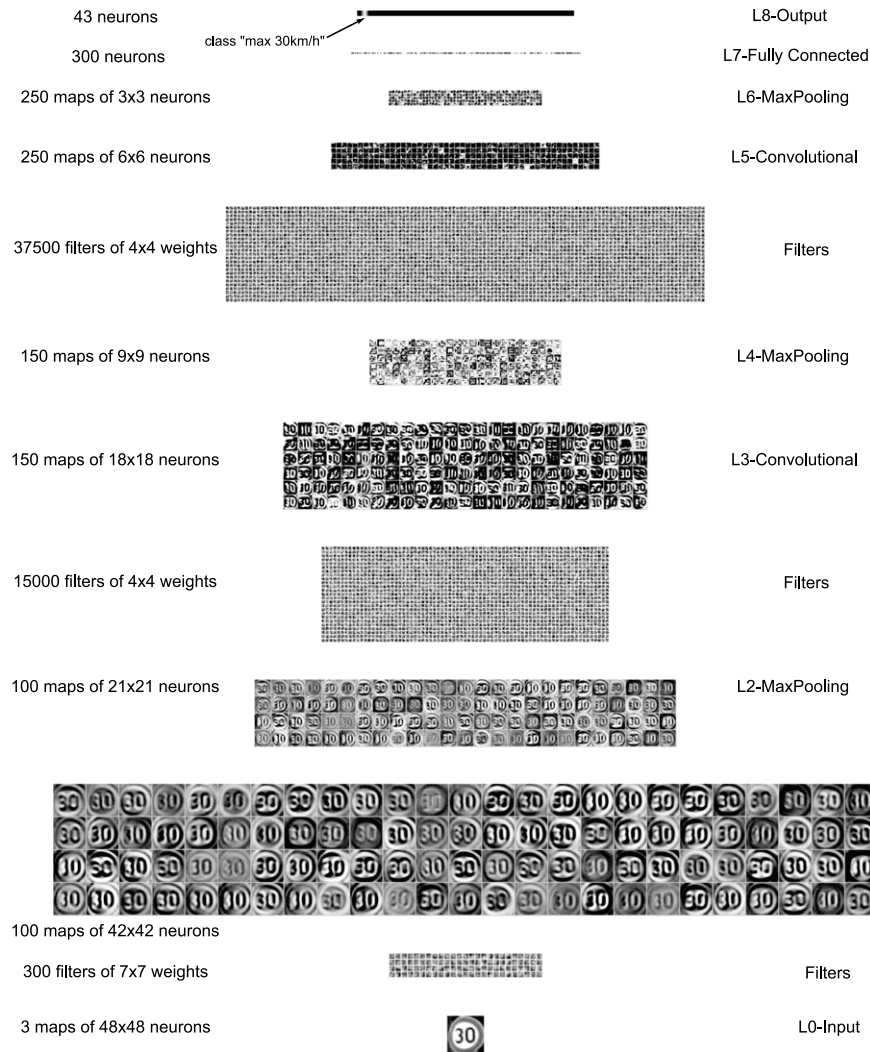 43 neurons L8-Output
class "max 30km/h"
300 neurons L7-Fully Connected
250 maps of 3x3 neurons L6-MaxPooling
250 maps of 6x6 neurons L5-Convolutional
37500 filters of 4x4 weights Filters
150 maps of 9x9 neurons L4-MaxPooling
150 maps of 18x18 neurons L3-Convolutional
15000 filters of 4x4 weights Filters
100 maps of 21x21 neurons L2-MaxPooling
100 maps of 42x42 neurons
300 filters of 7x7 weights Filters
3 maps of 48x48 neurons 30 L0-Input